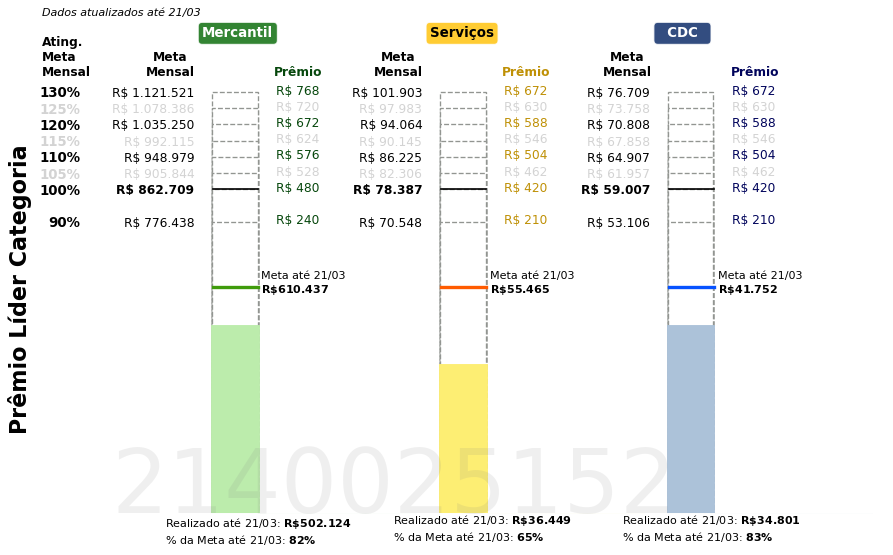 Dados atualizados até 21/03
Mercantil Serviços CDC
Ating.
Meta Meta Meta Meta
Mensal Mensal Prêmio Mensal Prêmio Mensal Prêmio
130% R$ 1.121.521 R$ 768 R$ 101.903 R$ 672 R$ 76.709 R$ 672
125% R$ 1.078.386 R$ 720 R$ 97.983 R$ 630 R$ 73.758 R$ 630
120% R$ 1.035.250 R$ 672 R$ 94.064 R$ 588 R$ 70.808 R$ 588
115% R$ 992.115 R$ 624 R$ 90.145 R$ 546 R$ 67.858 R$ 546
110% R$ 948.979 R$ 576 R$ 86.225 R$ 504 R$ 64.907 R$ 504
105% R$ 905.844 R$ 528 R$ 82.306 R$ 462 R$ 61.957 R$ 462
100% R$ 862.709 R$ 480 R$ 78.387 R$ 420 R$ 59.007 R$ 420
90% R$ 776.438 R$ 240 R$ 70.548 R$ 210 R$ 53.106 R$ 210
Meta até 21/03 Meta até 21/03 Meta até 21/03
R$610.437 R$55.465 R$41.752
Prêmio Líder Categoria
2140025152
Realizado até 21/03: R$502.124 Realizado até 21/03: R$36.449 Realizado até 21/03: R$34.801
% da Meta até 21/03: 82% % da Meta até 21/03: 65% % da Meta até 21/03: 83%